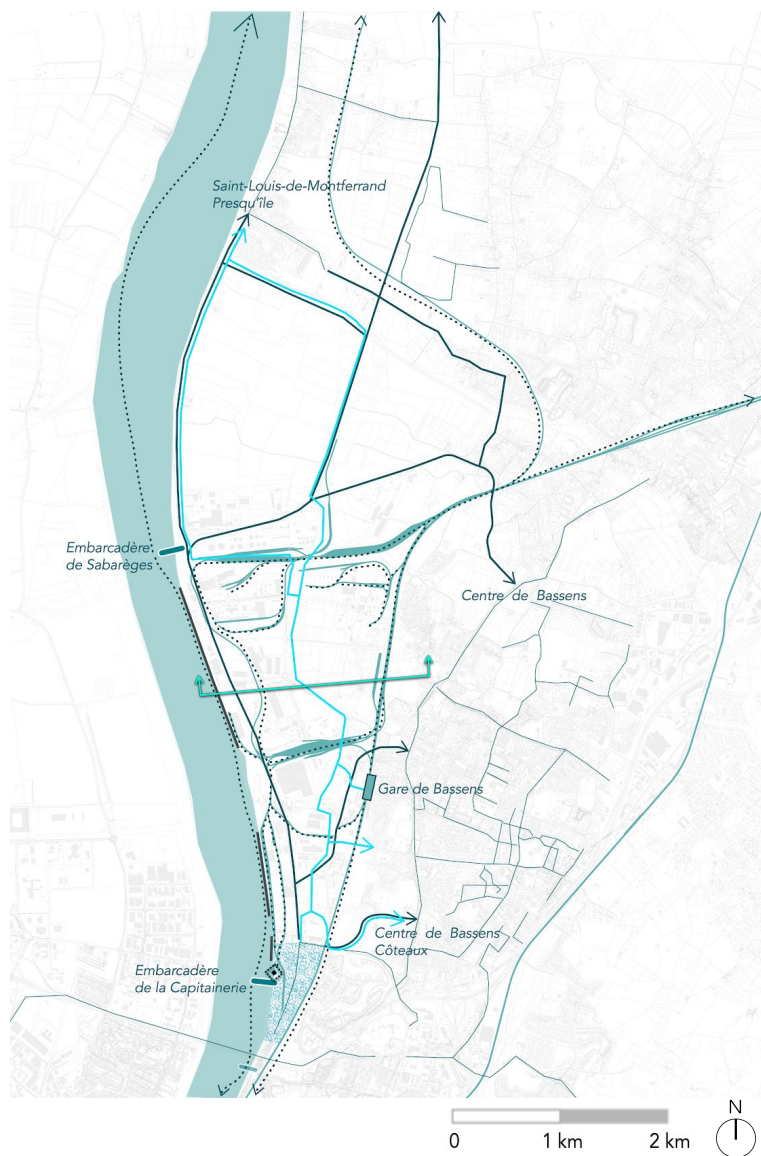 Saint-Louis-de-Montferrand
Presqu'île
Embarcadère
de Sabarèges
Centre de Bassens
Gare de Bassens
Centre de Bassens
Côteaux
Embarcadère
de la Capitainerie
N
0 1 km 2 km